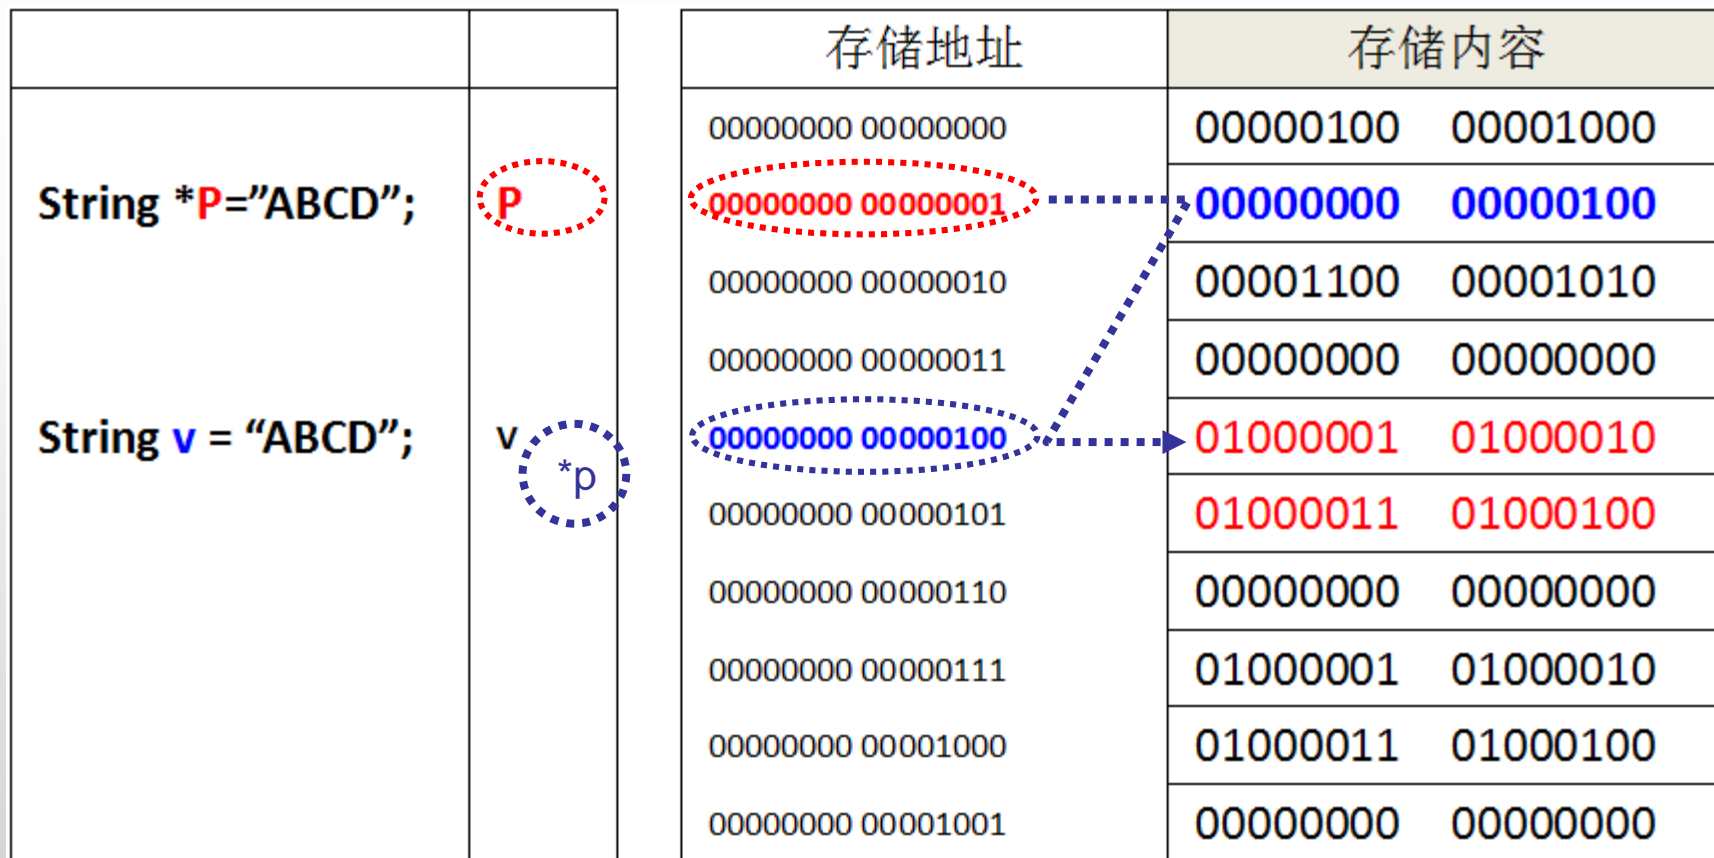 存储地址 存储内容
00000000 00000000 00000100 00001000
String *P=”ABCD”; P 00000000 00000001 00000000 00000100
00000000 00000010 00001100 00001010
00000000 00000011 00000000 00000000
String v = “ABCD”; v 00000000 00000100 01000001 01000010
*p
00000000 00000101 01000011 01000100
00000000 00000110 00000000 00000000
00000000 00000111 01000001 01000010
00000000 00001000 01000011 01000100
00000000 00001001 00000000 00000000